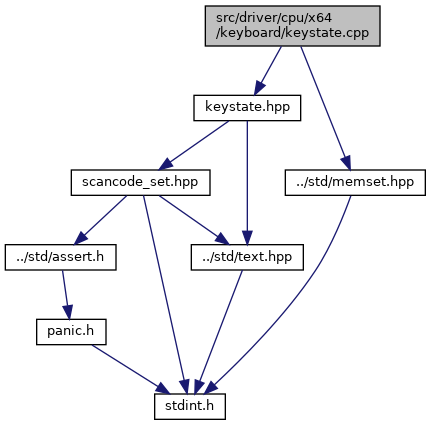 src/driver/cpu/x64
/keyboard/keystate.cpp
keystate.hpp
scancode_set.hpp
../std/memset.hpp
../std/assert.h
../std/text.hpp
panic.h
stdint.h